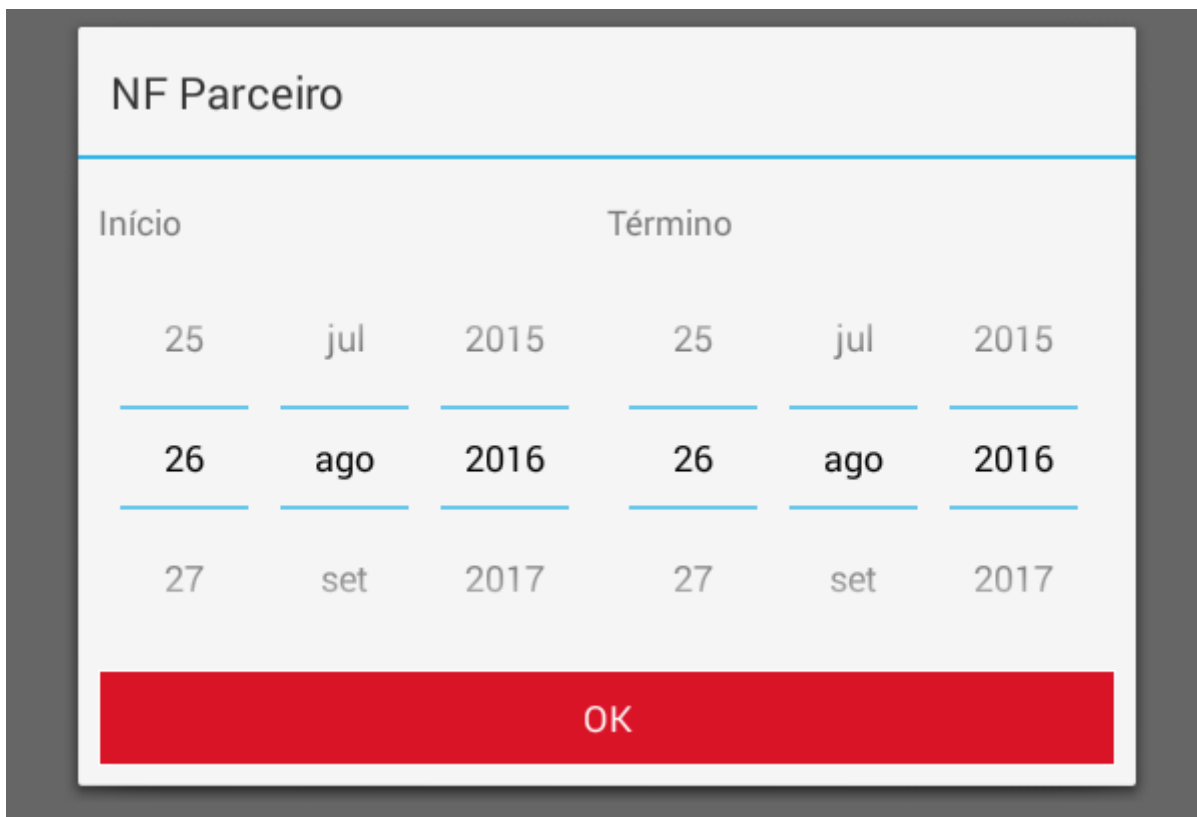 NF Parceiro
Início Término
25 jul 2015 25 jul 2015
26 ago 2016 26 ago 2016
27 set 2017 27 set 2017
OK